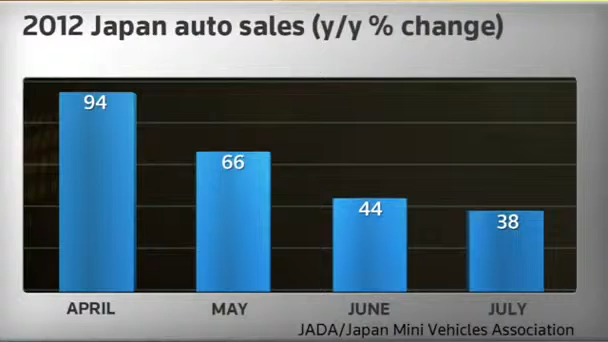 2012 Japan auto sales (y/y % change)
94
66
44
38
APRIL MAY JUNE JULY
JADA/Japan Mini Vehicles Association